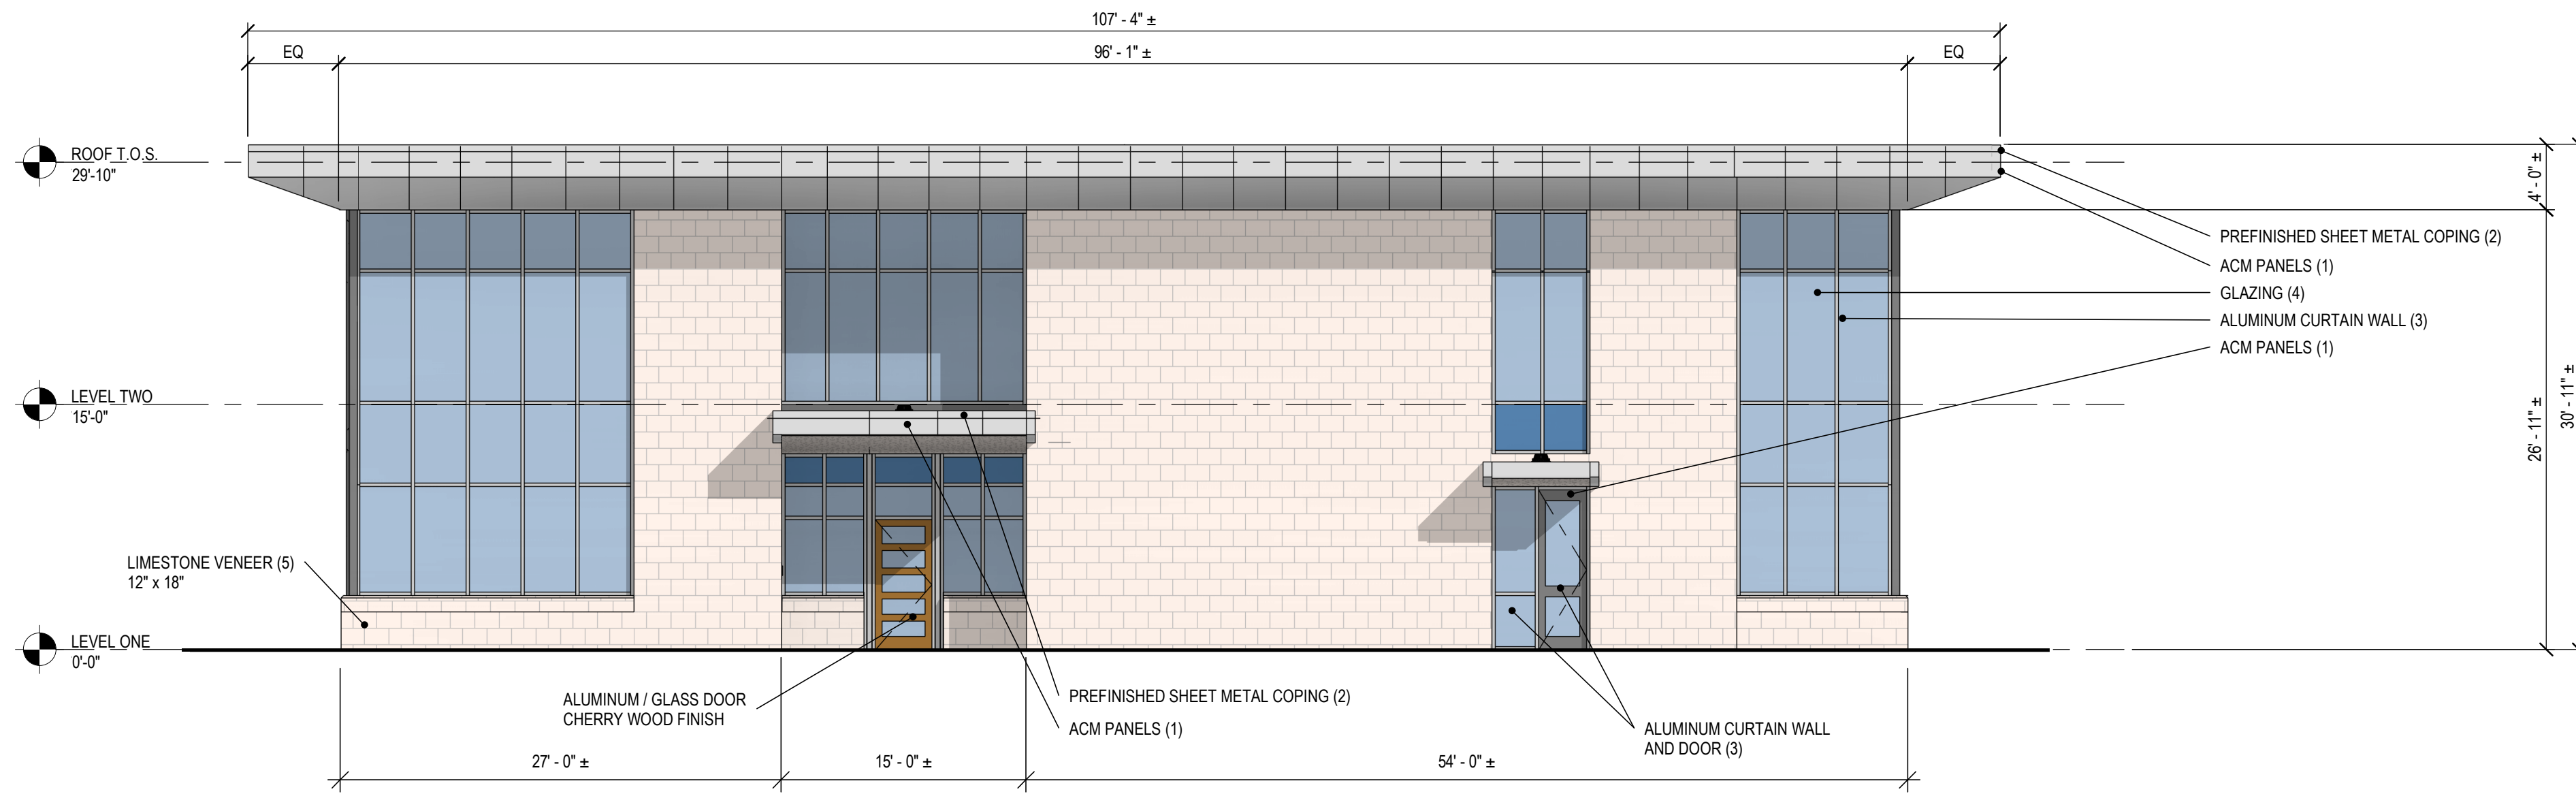 107' - 4" ±
EQ
96' - 1" ±
EQ
ROOF T.O.S.
29'-10"
4' - 0" ±
PREFINISHED SHEET METAL COPING (2)
ACM PANELS (1)
GLAZING (4)
ALUMINUM CURTAIN WALL (3)
ACM PANELS (1)
LEVEL TWO
15'-0"
26' - 11" ±
30' - 11" ±
LIMESTONE VENEER (5)
12" x 18"
LEVEL ONE
0'-0"
ALUMINUM / GLASS DOOR
CHERRY WOOD FINISH
PREFINISHED SHEET METAL COPING (2)
ACM PANELS (1)
ALUMINUM CURTAIN WALL
AND DOOR (3)
27' - 0" ±
15' - 0" ±
54' - 0" ±